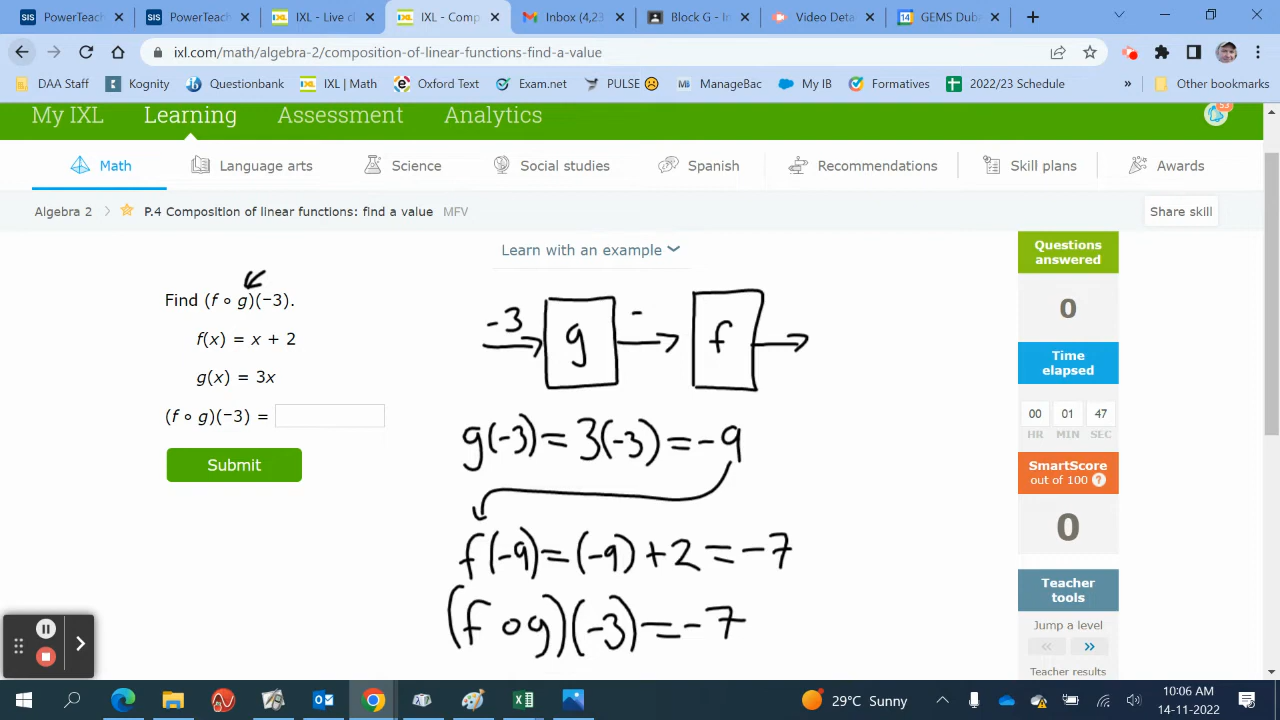 PowerTeach
PowerTeach
IXL - Live cl
IXL - Comp
Inbox (4,23
Block G - In
Video Deta
GEMS Duba
ixl.com/math/algebra-2/composition-of-linear-functions-find-a-value
DAA Staff Kognity Questionbank IXL | Math Oxford Text Exam.net PULSE ManageBac My IB Formatives 2022/23 Schedule » Other bookmarks
My IXL Learning Assessment Analytics 53
Math Language arts Science Social studies Spanish Recommendations Skill plans Awards
Algebra 2 > P.4 Composition of linear functions: find a value MFV Share skill
Learn with an example
Find (f ∘ g)(−3).
f(x) = x + 2
g(x) = 3x
(f ∘ g)(−3) =
Submit
-3 g - f
g(-3) = 3(-3) = -9
f(-9) = (-9) + 2 = -7
(f o g)(-3) = -7
Questions answered
0
Time elapsed
00 01 47
HR MIN SEC
SmartScore
out of 100 ?
0
Teacher tools
Jump a level
« »
Teacher results
29°C Sunny
10:06 AM
14-11-2022